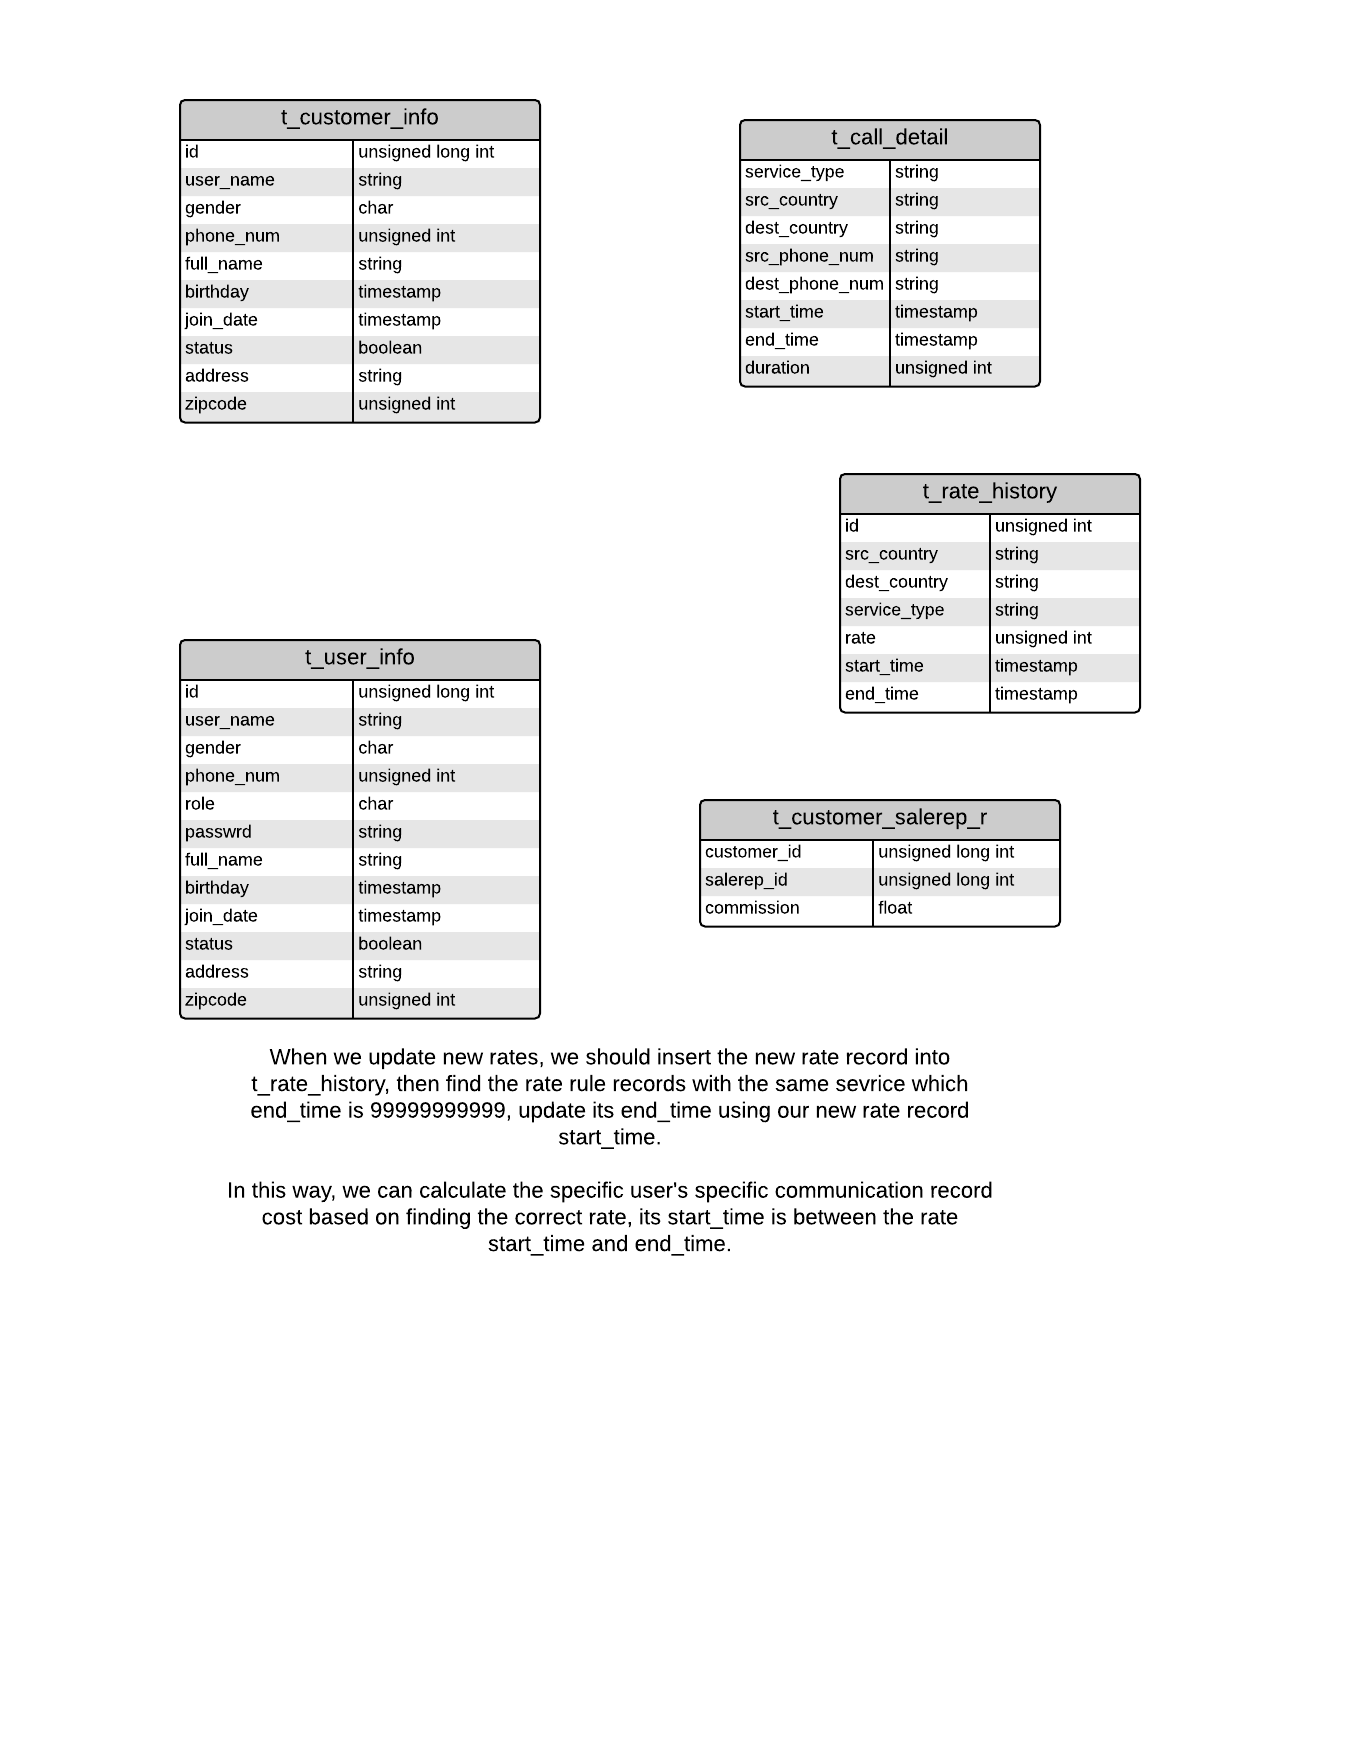 t_customer_info
id unsigned long int
user_name string
gender char
phone_num unsigned int
full_name string
birthday timestamp
join_date timestamp
status boolean
address string
zipcode unsigned int
t_call_detail
service_type string
src_country string
dest_country string
src_phone_num string
dest_phone_num string
start_time timestamp
end_time timestamp
duration unsigned int
t_rate_history
id unsigned int
src_country string
dest_country string
service_type string
rate unsigned int
start_time timestamp
end_time timestamp
t_user_info
id unsigned long int
user_name string
gender char
phone_num unsigned int
role char
passwrd string
full_name string
birthday timestamp
join_date timestamp
status boolean
address string
zipcode unsigned int
t_customer_salerep_r
customer_id unsigned long int
salerep_id unsigned long int
commission float
When we update new rates, we should insert the new rate record into
t_rate_history, then find the rate rule records with the same sevrice which
end_time is 99999999999, update its end_time using our new rate record
start_time.
In this way, we can calculate the specific user's specific communication record
cost based on finding the correct rate, its start_time is between the rate
start_time and end_time.